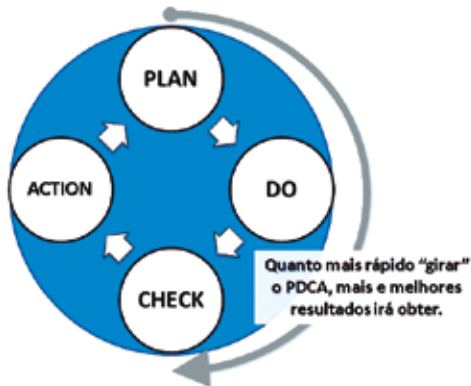 PLAN
DO
CHECK
ACTION
Quanto mais rápido “girar”
o PDCA, mais e melhores
resultados irá obter.